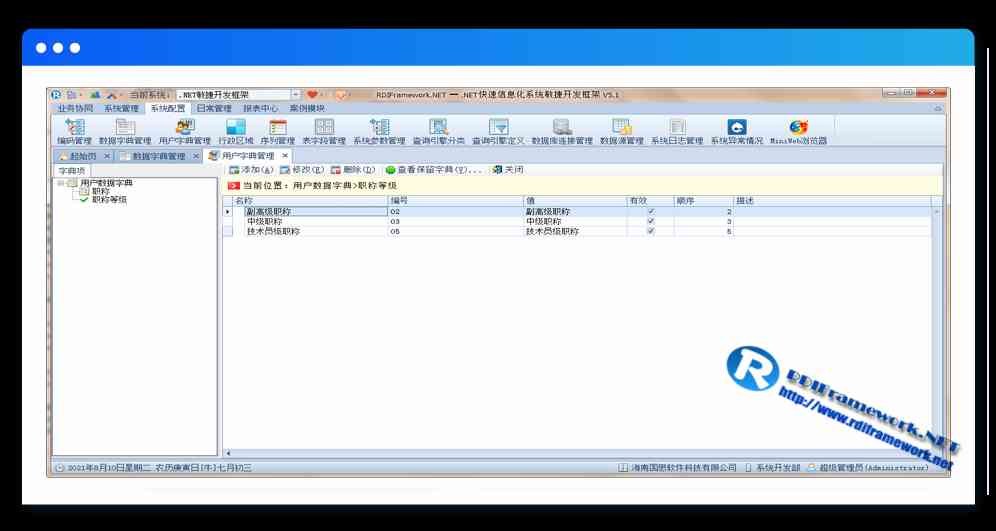 当前系统: .NET敏捷开发框架 RDIFramework.NET — .NET快速信息化系统敏捷开发框架 V5.1
业务协同 系统管理 系统配置 日常管理 报表中心 案例模块
编码管理 数据字典管理 用户字典管理 行政区域 序列管理 表字段管理 系统参数管理 查询引擎分类 查询引擎定义 数据库连接管理 数据源管理 系统日志管理 系统异常情况 MiniWeb浏览器
起始页 数据字典管理 用户字典管理
字典项 添加(A) 修改(E) 删除(D) 查看保留字典(V)... 关闭
用户数据字典
职称
职称等级
当前位置:用户数据字典>职称等级
名称 编号 值 有效 顺序 描述
副高级职称 02 副高级职称 2
中级职称 03 中级职称 3
技术员级职称 05 技术员级职称 5
RDIFramework.NET
http://www.rdiframework.net
2021年8月10日星期二 农历庚寅日[牛]七月初三 海南国思软件科技有限公司 系统开发部 超级管理员(Administrator)